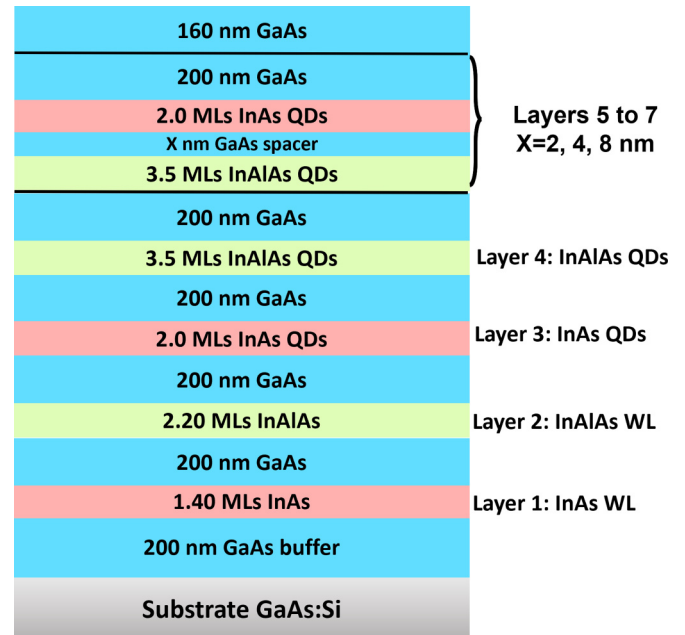 160 nm GaAs
200 nm GaAs
2.0 MLs InAs QDs
X nm GaAs spacer
3.5 MLs InAlAs QDs
Layers 5 to 7
X=2, 4, 8 nm
200 nm GaAs
3.5 MLs InAlAs QDs
Layer 4: InAlAs QDs
200 nm GaAs
2.0 MLs InAs QDs
Layer 3: InAs QDs
200 nm GaAs
2.20 MLs InAlAs
Layer 2: InAlAs WL
200 nm GaAs
1.40 MLs InAs
Layer 1: InAs WL
200 nm GaAs buffer
Substrate GaAs:Si